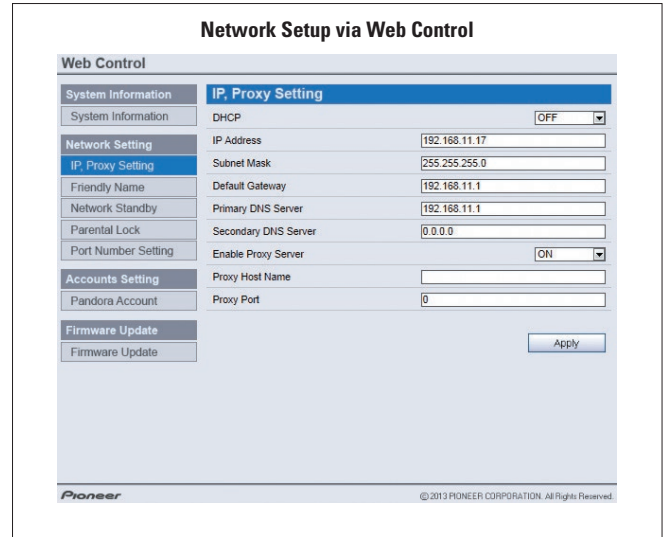 Network Setup via Web Control
Web Control
System Information
System Information
Network Setting
IP, Proxy Setting
Friendly Name
Network Standby
Parental Lock
Port Number Setting
Accounts Setting
Pandora Account
Firmware Update
Firmware Update
IP, Proxy Setting
DHCP OFF
IP Address 192.168.11.17
Subnet Mask 255.255.255.0
Default Gateway 192.168.11.1
Primary DNS Server 192.168.11.1
Secondary DNS Server 0.0.0.0
Enable Proxy Server ON
Proxy Host Name
Proxy Port 0
Apply
Pioneer
© 2013 PIONEER CORPORATION. All Rights Reserved.